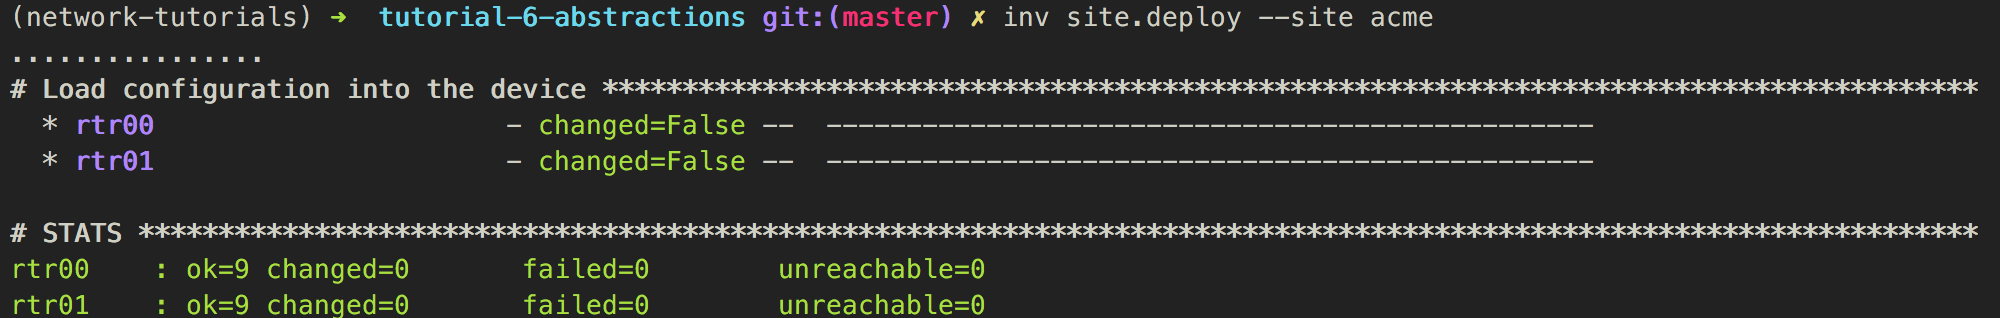 (network-tutorials) ➜  tutorial-6-abstractions git:(master) ✗ inv site.deploy --site acme
................
# Load configuration into the device **************************************************************************************
  * rtr00                      - changed=False --  ------------------------------------------------
  * rtr01                      - changed=False --  ------------------------------------------------
# STATS *******************************************************************************************************************
rtr00    : ok=9 changed=0       failed=0        unreachable=0
rtr01    : ok=9 changed=0       failed=0        unreachable=0